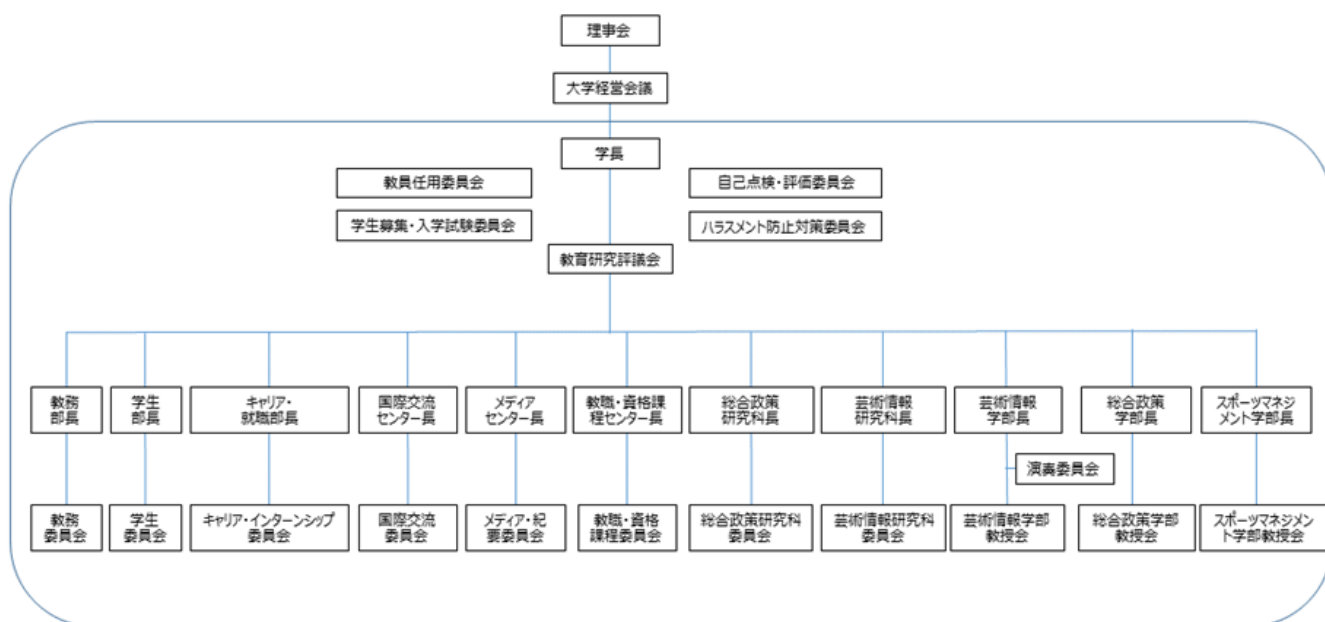 理事会
大学経営会議
学長
教員任用委員会
自己点検・評価委員会
学生募集・入学試験委員会
ハラスメント防止対策委員会
教育研究評議会
教務
部長
学生
部長
キャリア・
就職部長
国際交流
センター長
メディア
センター長
教職・資格課
程センター長
総合政策
研究科長
芸術情報
研究科長
芸術情報
学部長
総合政策
学部長
スポーツマネジ
メント学部長
演奏委員会
教務
委員会
学生
委員会
キャリア・インターンシップ
委員会
国際交流
委員会
メディア・紀
要委員会
教職・資格
課程委員会
総合政策研究科
委員会
芸術情報研究科
委員会
芸術情報学部
教授会
総合政策学部
教授会
スポーツマネジメン
ト学部教授会